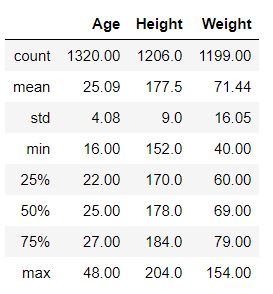 Age Height Weight
count 1320.00 1206.0 1199.00
mean 25.09 177.5 71.44
std 4.08 9.0 16.05
min 16.00 152.0 40.00
25% 22.00 170.0 60.00
50% 25.00 178.0 69.00
75% 27.00 184.0 79.00
max 48.00 204.0 154.00